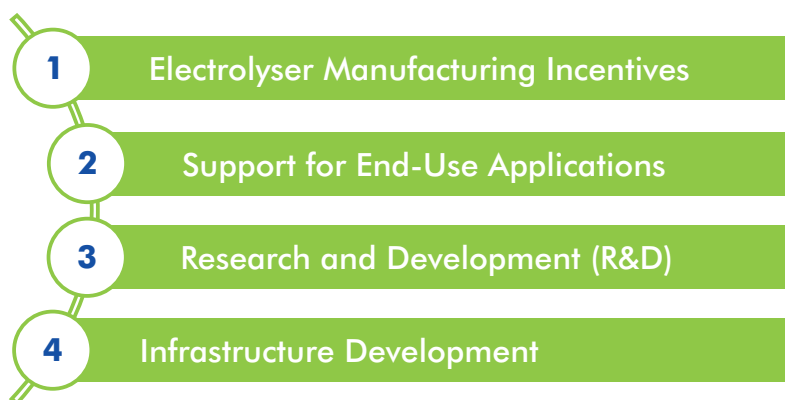 1 Electrolyser Manufacturing Incentives
2 Support for End-Use Applications
3 Research and Development (R&D)
4 Infrastructure Development